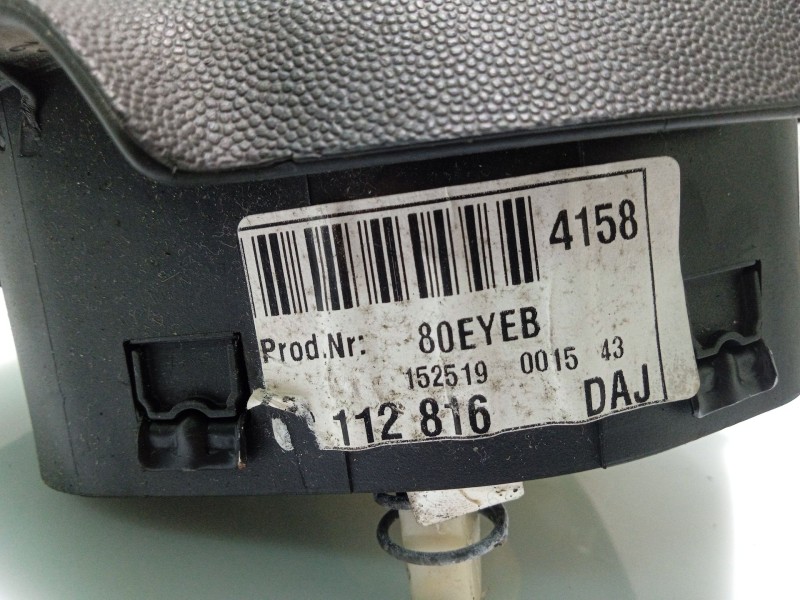 4158
Prod.Nr: 80EYEB
152519 0015 43
112 816 DAJ